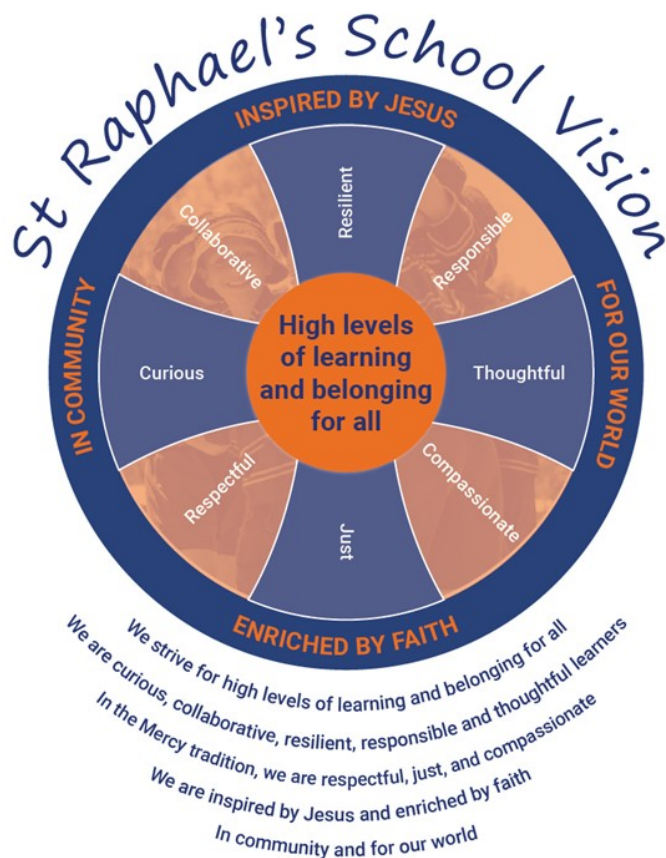 St Raphael's School Vision
INSPIRED BY JESUS
FOR OUR WORLD
ENRICHED BY FAITH
IN COMMUNITY
Resilient
Responsible
Thoughtful
Compassionate
Just
Respectful
Curious
Collaborative
High levels
of learning
and belonging
for all
We strive for high levels of learning and belonging for all
We are curious, collaborative, resilient, responsible and thoughtful learners
In the Mercy tradition, we are respectful, just, and compassionate
We are inspired by Jesus and enriched by faith
In community and for our world